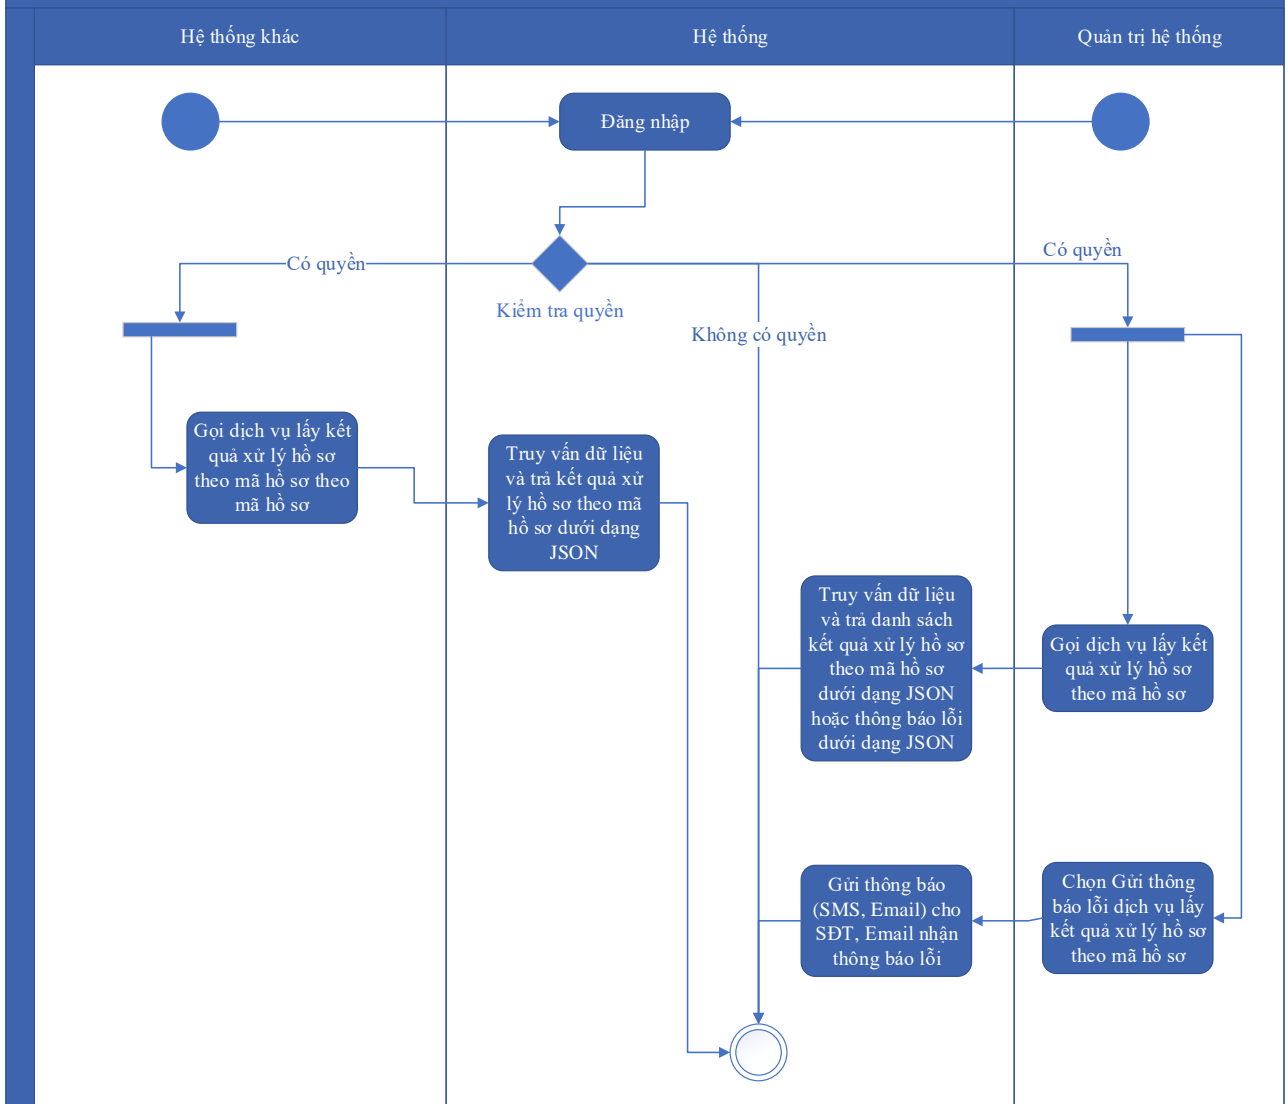 Hệ thống khác
Hệ thống
Quản trị hệ thống
Đăng nhập
Có quyền
Có quyền
Kiểm tra quyền
Không có quyền
Gọi dịch vụ lấy kết
quả xử lý hồ sơ
theo mã hồ sơ theo
mã hồ sơ
Truy vấn dữ liệu
và trả kết quả xử
lý hồ sơ theo mã
hồ sơ dưới dạng
JSON
Truy vấn dữ liệu
và trả danh sách
kết quả xử lý hồ sơ
theo mã hồ sơ
dưới dạng JSON
hoặc thông báo lỗi
dưới dạng JSON
Gọi dịch vụ lấy kết
quả xử lý hồ sơ
theo mã hồ sơ
Gửi thông báo
(SMS, Email) cho
SĐT, Email nhận
thông báo lỗi
Chọn Gửi thông
báo lỗi dịch vụ lấy
kết quả xử lý hồ sơ
theo mã hồ sơ